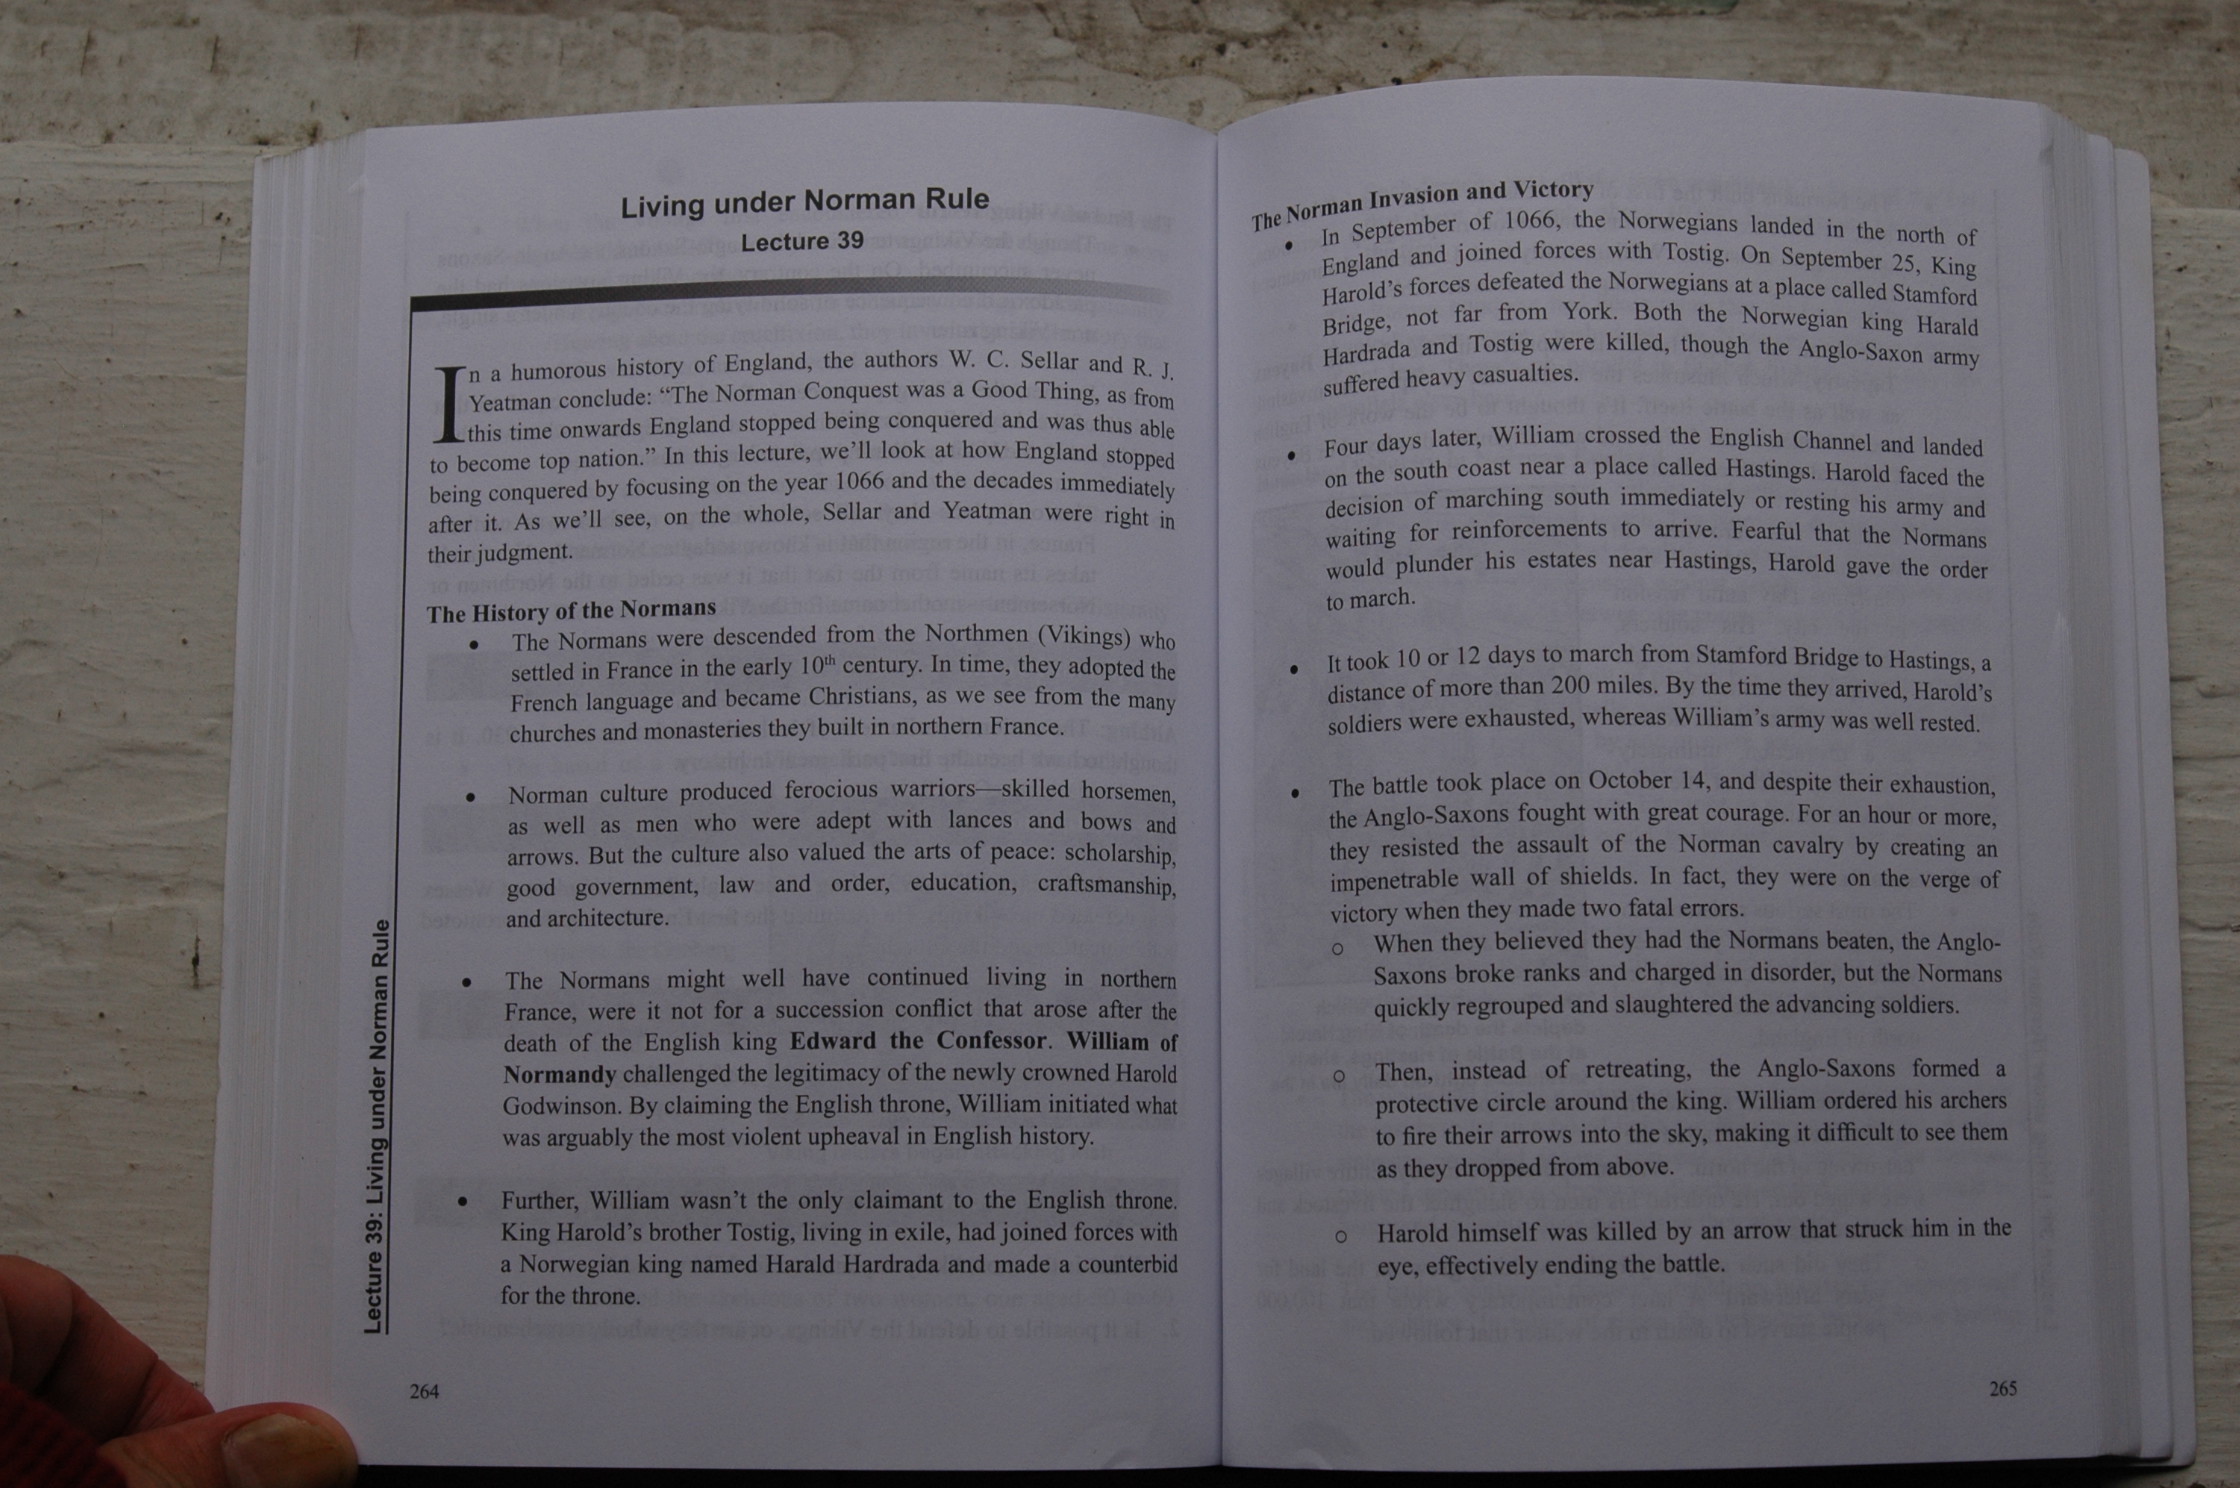 Living under Norman Rule
Lecture 39
In a humorous history of England, the authors W. C. Sellar and R. J.
Yeatman conclude: “The Norman Conquest was a Good Thing, as from
this time onwards England stopped being conquered and was thus able
to become top nation.” In this lecture, we’ll look at how England stopped
being conquered by focusing on the year 1066 and the decades immediately
after it. As we’ll see, on the whole, Sellar and Yeatman were right in
their judgment.
The History of the Normans
• The Normans were descended from the Northmen (Vikings) who
settled in France in the early 10th century. In time, they adopted the
French language and became Christians, as we see from the many
churches and monasteries they built in northern France.
• Norman culture produced ferocious warriors—skilled horsemen,
as well as men who were adept with lances and bows and
arrows. But the culture also valued the arts of peace: scholarship,
good government, law and order, education, craftsmanship,
and architecture.
• The Normans might well have continued living in northern
France, were it not for a succession conflict that arose after the
death of the English king Edward the Confessor. William of
Normandy challenged the legitimacy of the newly crowned Harold
Godwinson. By claiming the English throne, William initiated what
was arguably the most violent upheaval in English history.
• Further, William wasn’t the only claimant to the English throne.
King Harold’s brother Tostig, living in exile, had joined forces with
a Norwegian king named Harald Hardrada and made a counterbid
for the throne.
Lecture 39: Living under Norman Rule
264
The Norman Invasion and Victory
• In September of 1066, the Norwegians landed in the north of
England and joined forces with Tostig. On September 25, King
Harold’s forces defeated the Norwegians at a place called Stamford
Bridge, not far from York. Both the Norwegian king Harald
Hardrada and Tostig were killed, though the Anglo-Saxon army
suffered heavy casualties.
• Four days later, William crossed the English Channel and landed
on the south coast near a place called Hastings. Harold faced the
decision of marching south immediately or resting his army and
waiting for reinforcements to arrive. Fearful that the Normans
would plunder his estates near Hastings, Harold gave the order
to march.
• It took 10 or 12 days to march from Stamford Bridge to Hastings, a
distance of more than 200 miles. By the time they arrived, Harold’s
soldiers were exhausted, whereas William’s army was well rested.
• The battle took place on October 14, and despite their exhaustion,
the Anglo-Saxons fought with great courage. For an hour or more,
they resisted the assault of the Norman cavalry by creating an
impenetrable wall of shields. In fact, they were on the verge of
victory when they made two fatal errors.
o When they believed they had the Normans beaten, the Anglo-
Saxons broke ranks and charged in disorder, but the Normans
quickly regrouped and slaughtered the advancing soldiers.
o Then, instead of retreating, the Anglo-Saxons formed a
protective circle around the king. William ordered his archers
to fire their arrows into the sky, making it difficult to see them
as they dropped from above.
o Harold himself was killed by an arrow that struck him in the
eye, effectively ending the battle.
265